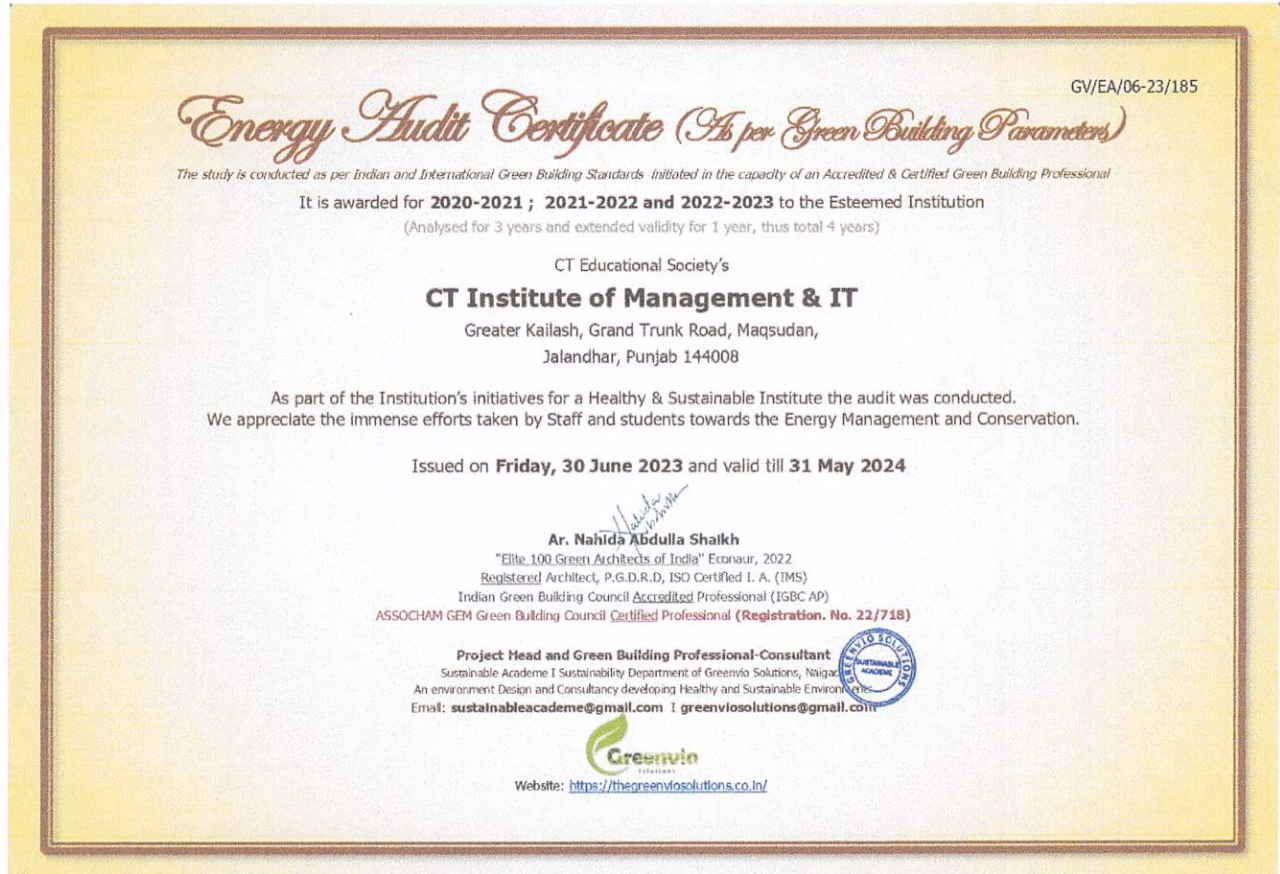 GV/EA/06-23/185
Energy Audit Certificate (As per Green Building Parameters)
The study is conducted as per Indian and International Green Building Standards initiated in the capacity of an Accredited & Certified Green Building Professional
It is awarded for 2020-2021 ; 2021-2022 and 2022-2023 to the Esteemed Institution
(Analysed for 3 years and extended validity for 1 year, thus total 4 years)
CT Educational Society's
CT Institute of Management & IT
Greater Kailash, Grand Trunk Road, Maqsudan,
Jalandhar, Punjab 144008
As part of the Institution's initiatives for a Healthy & Sustainable Institute the audit was conducted.
We appreciate the immense efforts taken by Staff and students towards the Energy Management and Conservation.
Issued on Friday, 30 June 2023 and valid till 31 May 2024
Ar. Nahida Abdulla Shaikh
"Elite 100 Green Architects of India" Econaur, 2022
Registered Architect, P.G.D.R.D, ISO Certified I. A. (IMS)
Indian Green Building Council Accredited Professional (IGBC AP)
ASSOCHAM GEM Green Building Council Certified Professional (Registration. No. 22/718)
Project Head and Green Building Professional-Consultant
Sustainable Academe I Sustainability Department of Greenvio Solutions,
An environment Design and Consultancy developing Healthy and Sustainable
Email: sustainableacademe@gmail.com I greenviosolutions@gmail.com
GREENVIO SOLUTIONS
SUSTAINABLE
ACADEME
Greenvio
Solutions
Website: https://thegreenviosolutions.co.in/